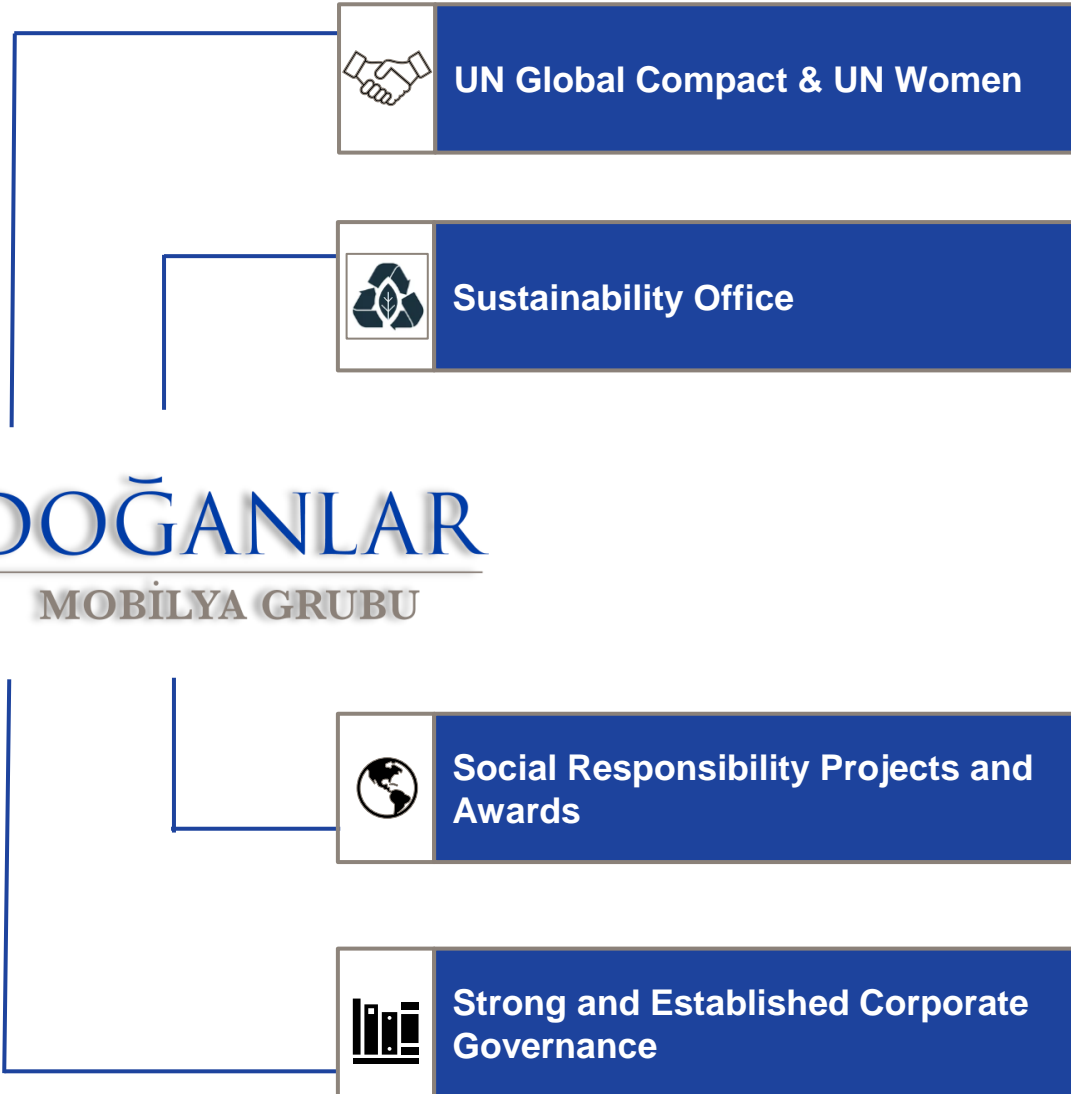 UN Global Compact & UN Women
Sustainability Office
DOĞANLAR
MOBİLYA GRUBU
Social Responsibility Projects and
Awards
Strong and Established Corporate
Governance